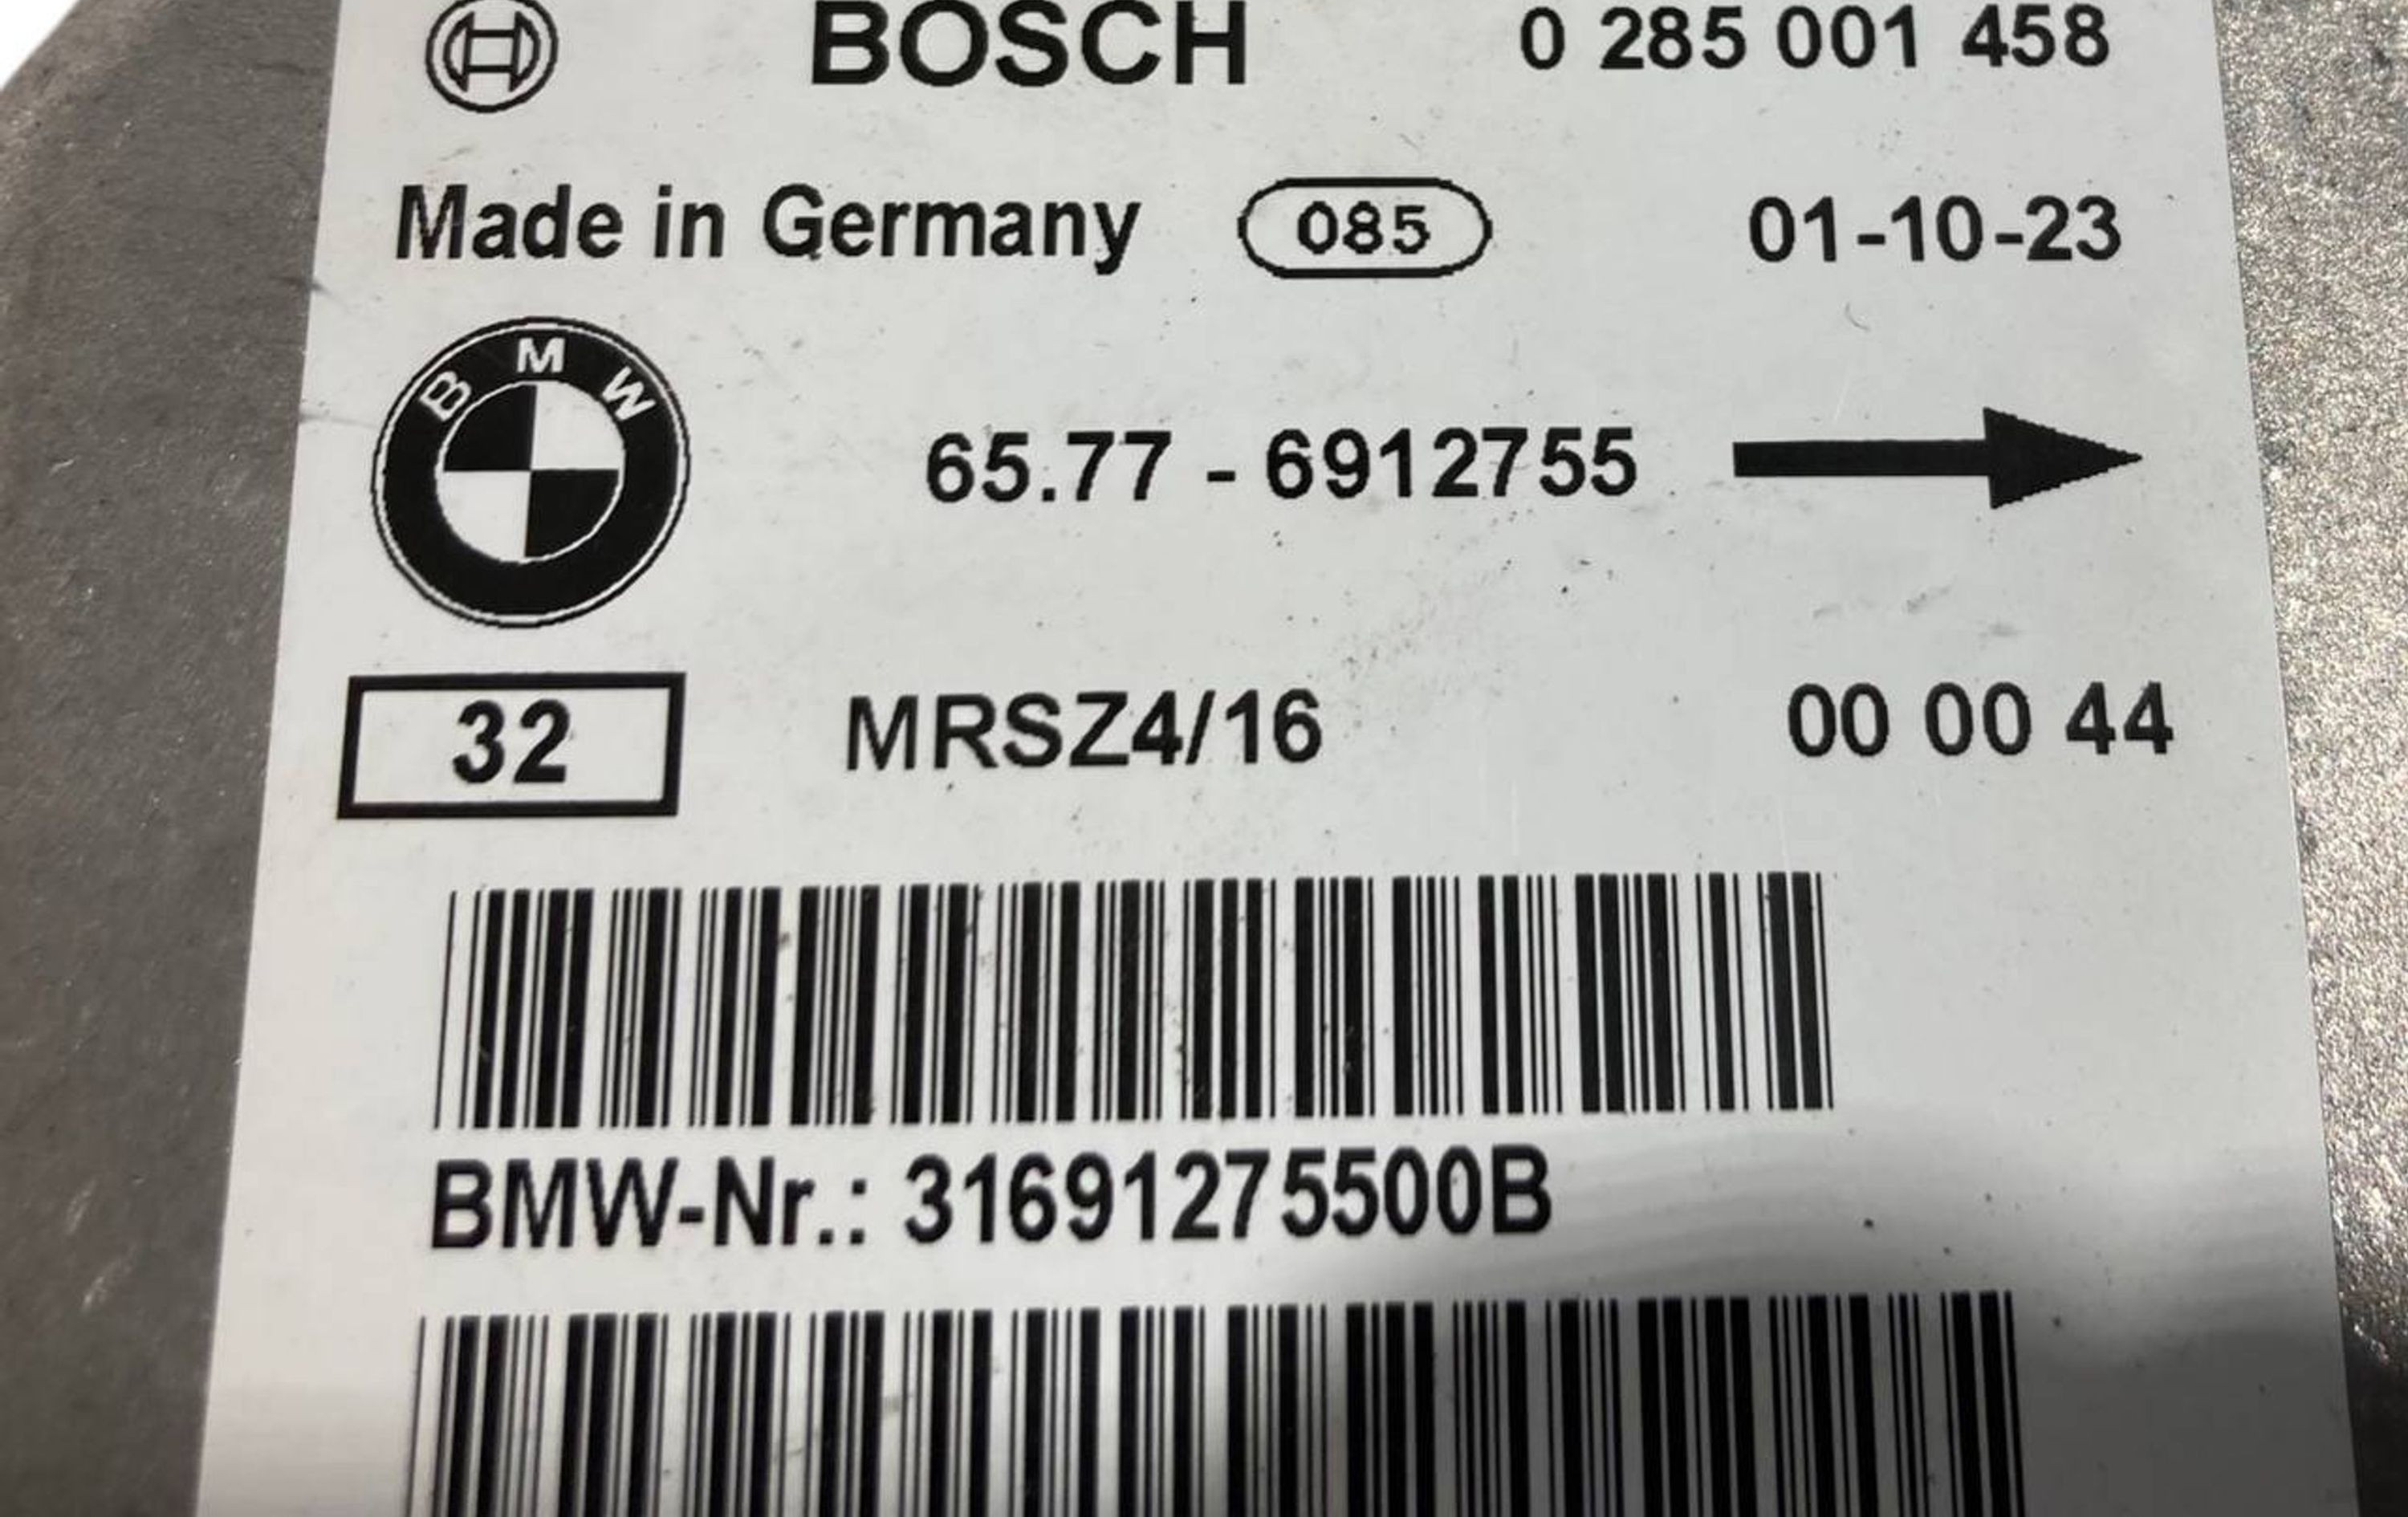 BOSCH 0 285 001 458
Made in Germany 085 01-10-23
BMW
65.77 - 6912755
32 MRSZ4/16 00 00 44
BMW-Nr.: 31691275500B